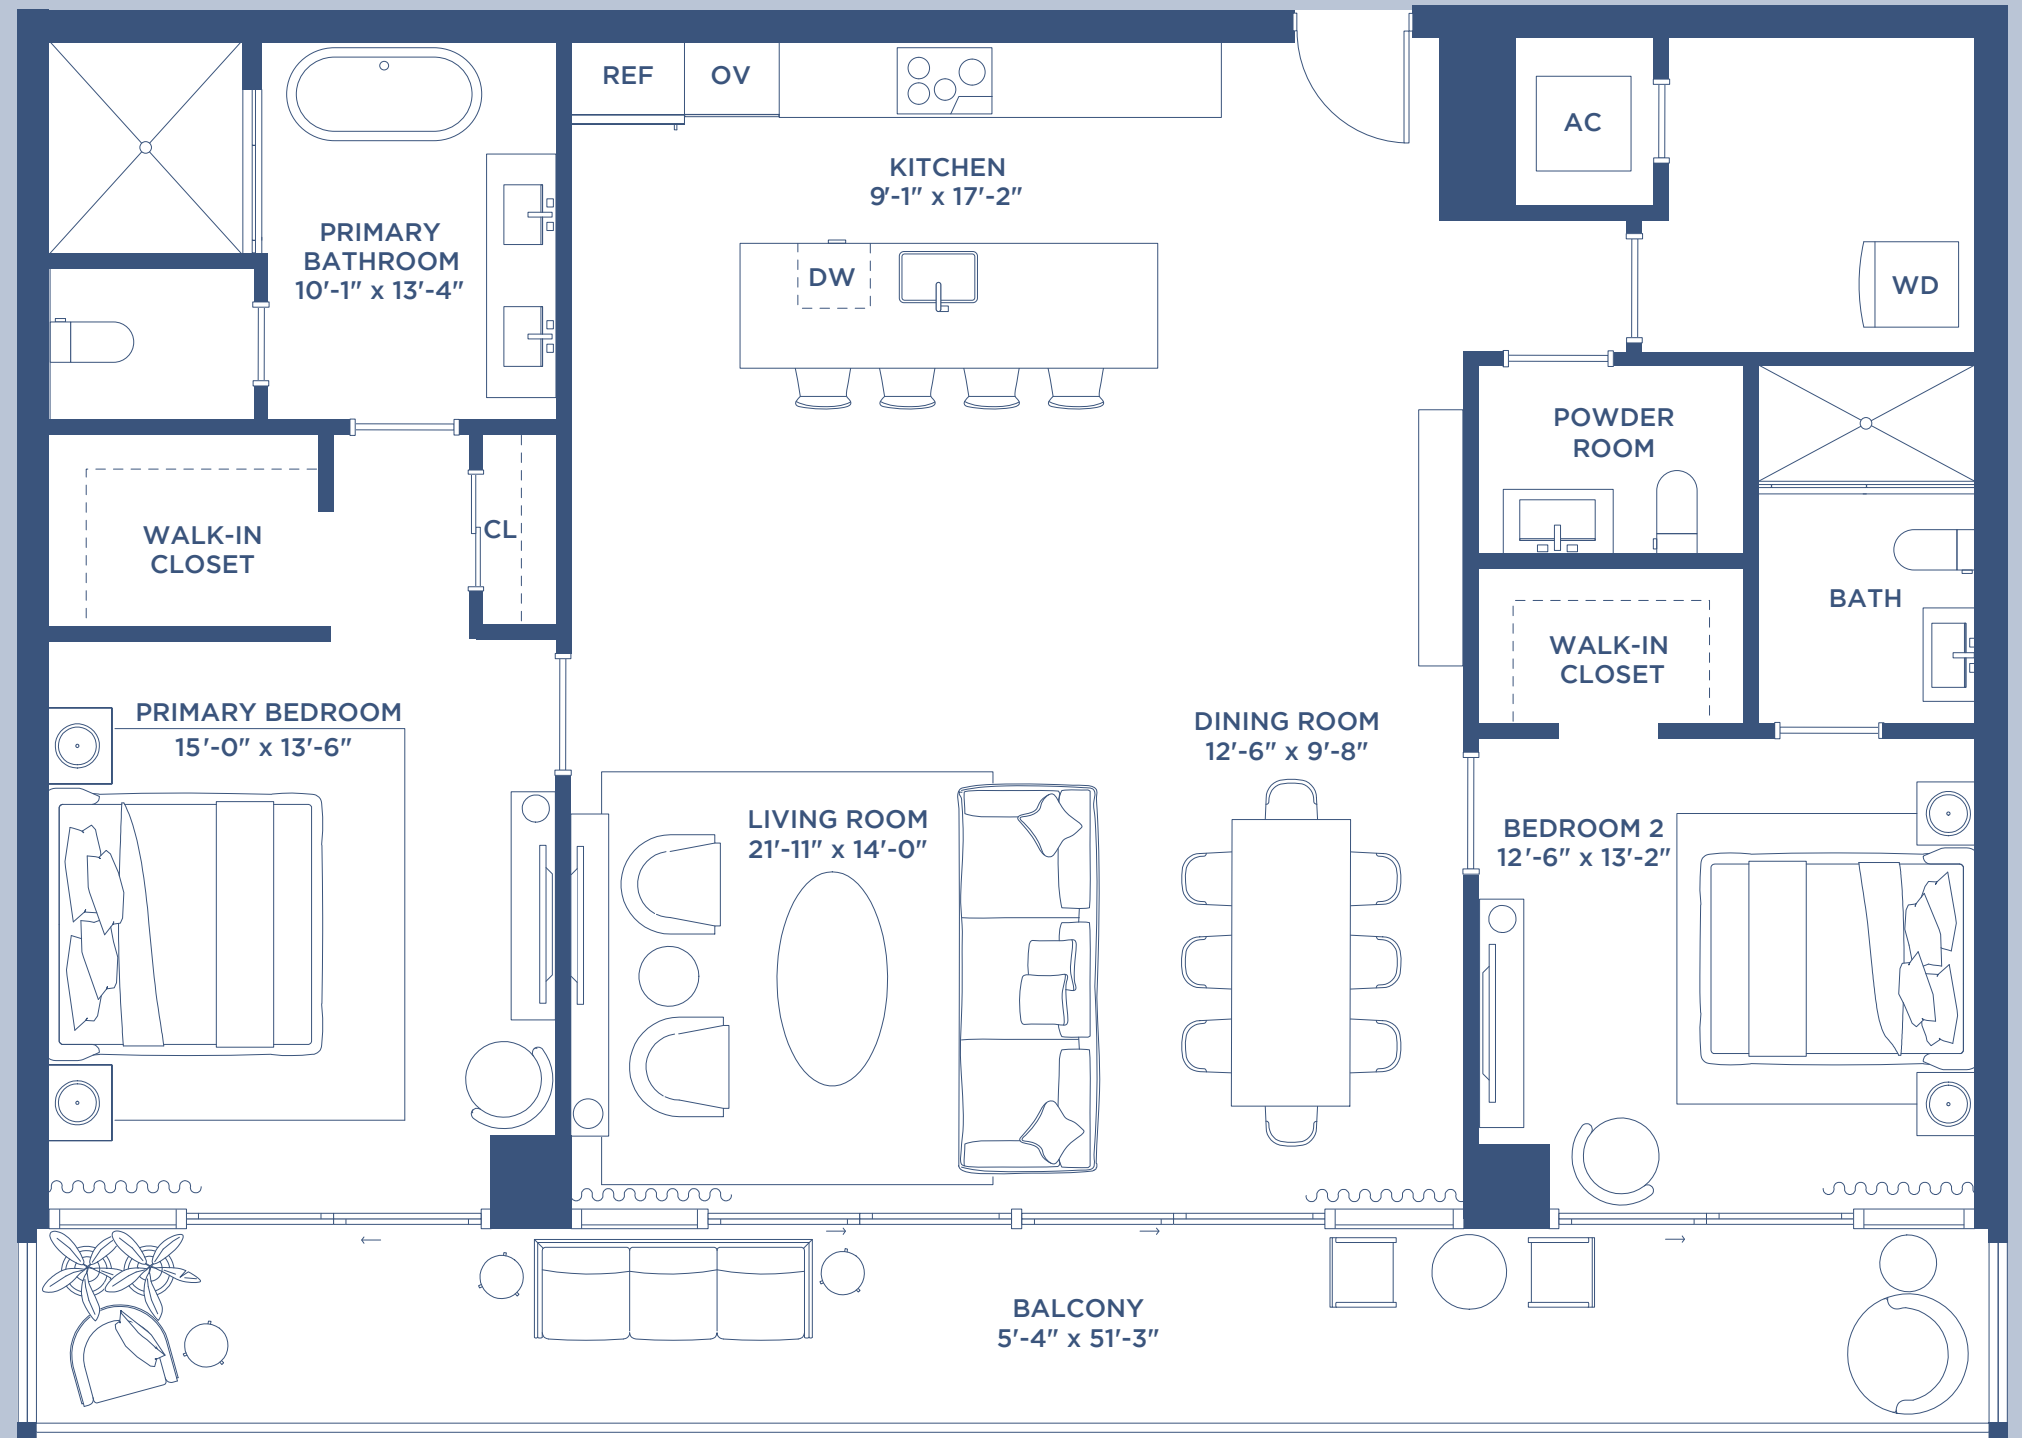 REF
OV
AC
KITCHEN
9'-1" x 17'-2"
PRIMARY
BATHROOM
10'-1" x 13'-4"
DW
WD
POWDER
ROOM
WALK-IN
CLOSET
CL
BATH
WALK-IN
CLOSET
PRIMARY BEDROOM
15'-0" x 13'-6"
DINING ROOM
12'-6" x 9'-8"
LIVING ROOM
21'-11" x 14'-0"
BEDROOM 2
12'-6" x 13'-2"
BALCONY
5'-4" x 51'-3"